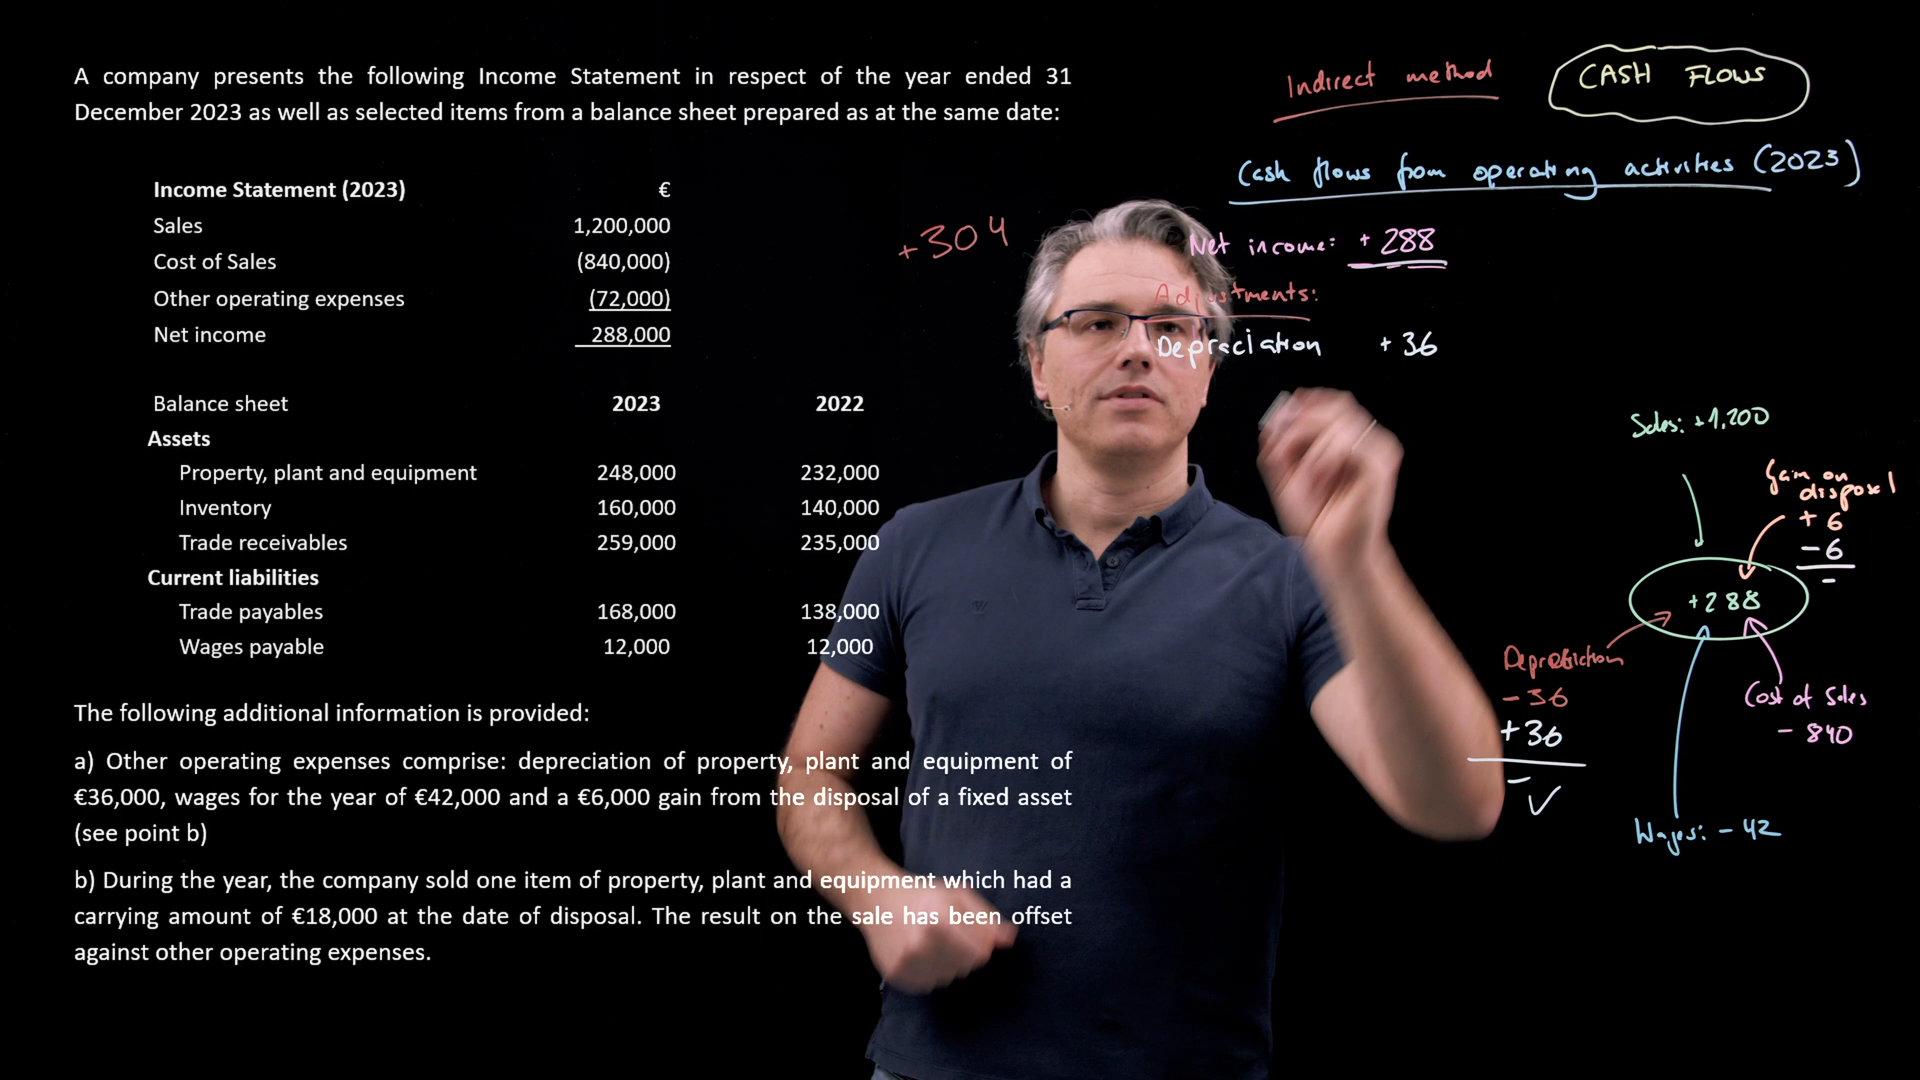 A company presents the following Income Statement in respect of the year ended 31
December 2023 as well as selected items from a balance sheet prepared as at the same date:
Income Statement (2023) €
Sales 1,200,000
Cost of Sales (840,000)
Other operating expenses (72,000)
Net income 288,000
Balance sheet 2023 2022
Assets
Property, plant and equipment 248,000 232,000
Inventory 160,000 140,000
Trade receivables 259,000 235,000
Current liabilities
Trade payables 168,000 138,000
Wages payable 12,000 12,000
The following additional information is provided:
a) Other operating expenses comprise: depreciation of property, plant and equipment of
€36,000, wages for the year of €42,000 and a €6,000 gain from the disposal of a fixed asset
(see point b)
b) During the year, the company sold one item of property, plant and equipment which had a
carrying amount of €18,000 at the date of disposal. The result on the sale has been offset
against other operating expenses.
Indirect method
CASH FLOWS
Cash flows from operating activities (2023)
+304
Net income: + 288
Adjustments:
Depreciation + 36
Sales: +1,200
Gain on
disposal
+ 6
- 6
-
+288
Depreciation
- 36
+36
-
✓
Cost of Sales
- 840
Wages: - 42